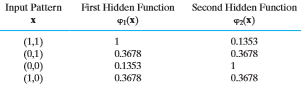 Input Pattern First Hidden Function Second Hidden Function
x φ₁(x) φ₂(x)
(1,1) 1 0.1353
(0,1) 0.3678 0.3678
(0,0) 0.1353 1
(1,0) 0.3678 0.3678